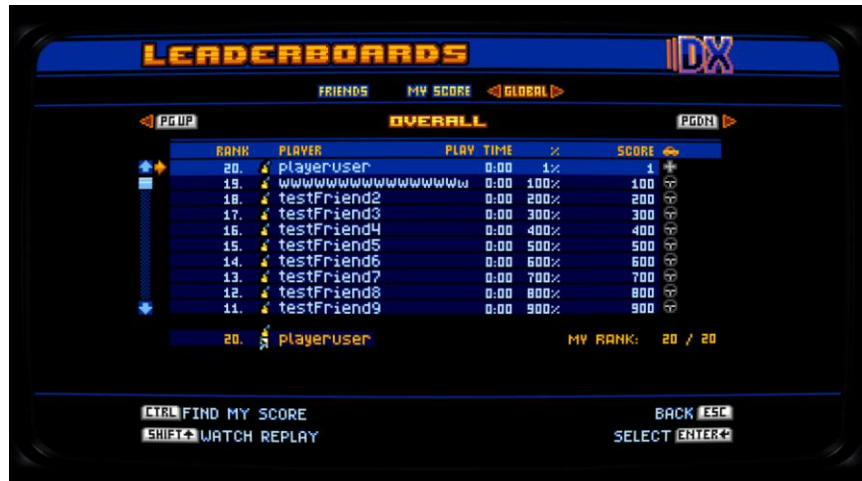 LEADERBOARDS DX
FRIENDS MY SCORE GLOBAL
PG UP OVERALL PGDN
RANK PLAYER PLAY TIME % SCORE
20. playeruser 0:00 1% 1
19. wwwwwwwwwwwwwwww 0:00 100% 100
18. testFriend2 0:00 200% 200
17. testFriend3 0:00 300% 300
16. testFriend4 0:00 400% 400
15. testFriend5 0:00 500% 500
14. testFriend6 0:00 600% 600
13. testFriend7 0:00 700% 700
12. testFriend8 0:00 800% 800
11. testFriend9 0:00 900% 900
20. playeruser MY RANK: 20 / 20
CTRL FIND MY SCORE BACK ESC
SHIFT WATCH REPLAY SELECT ENTER